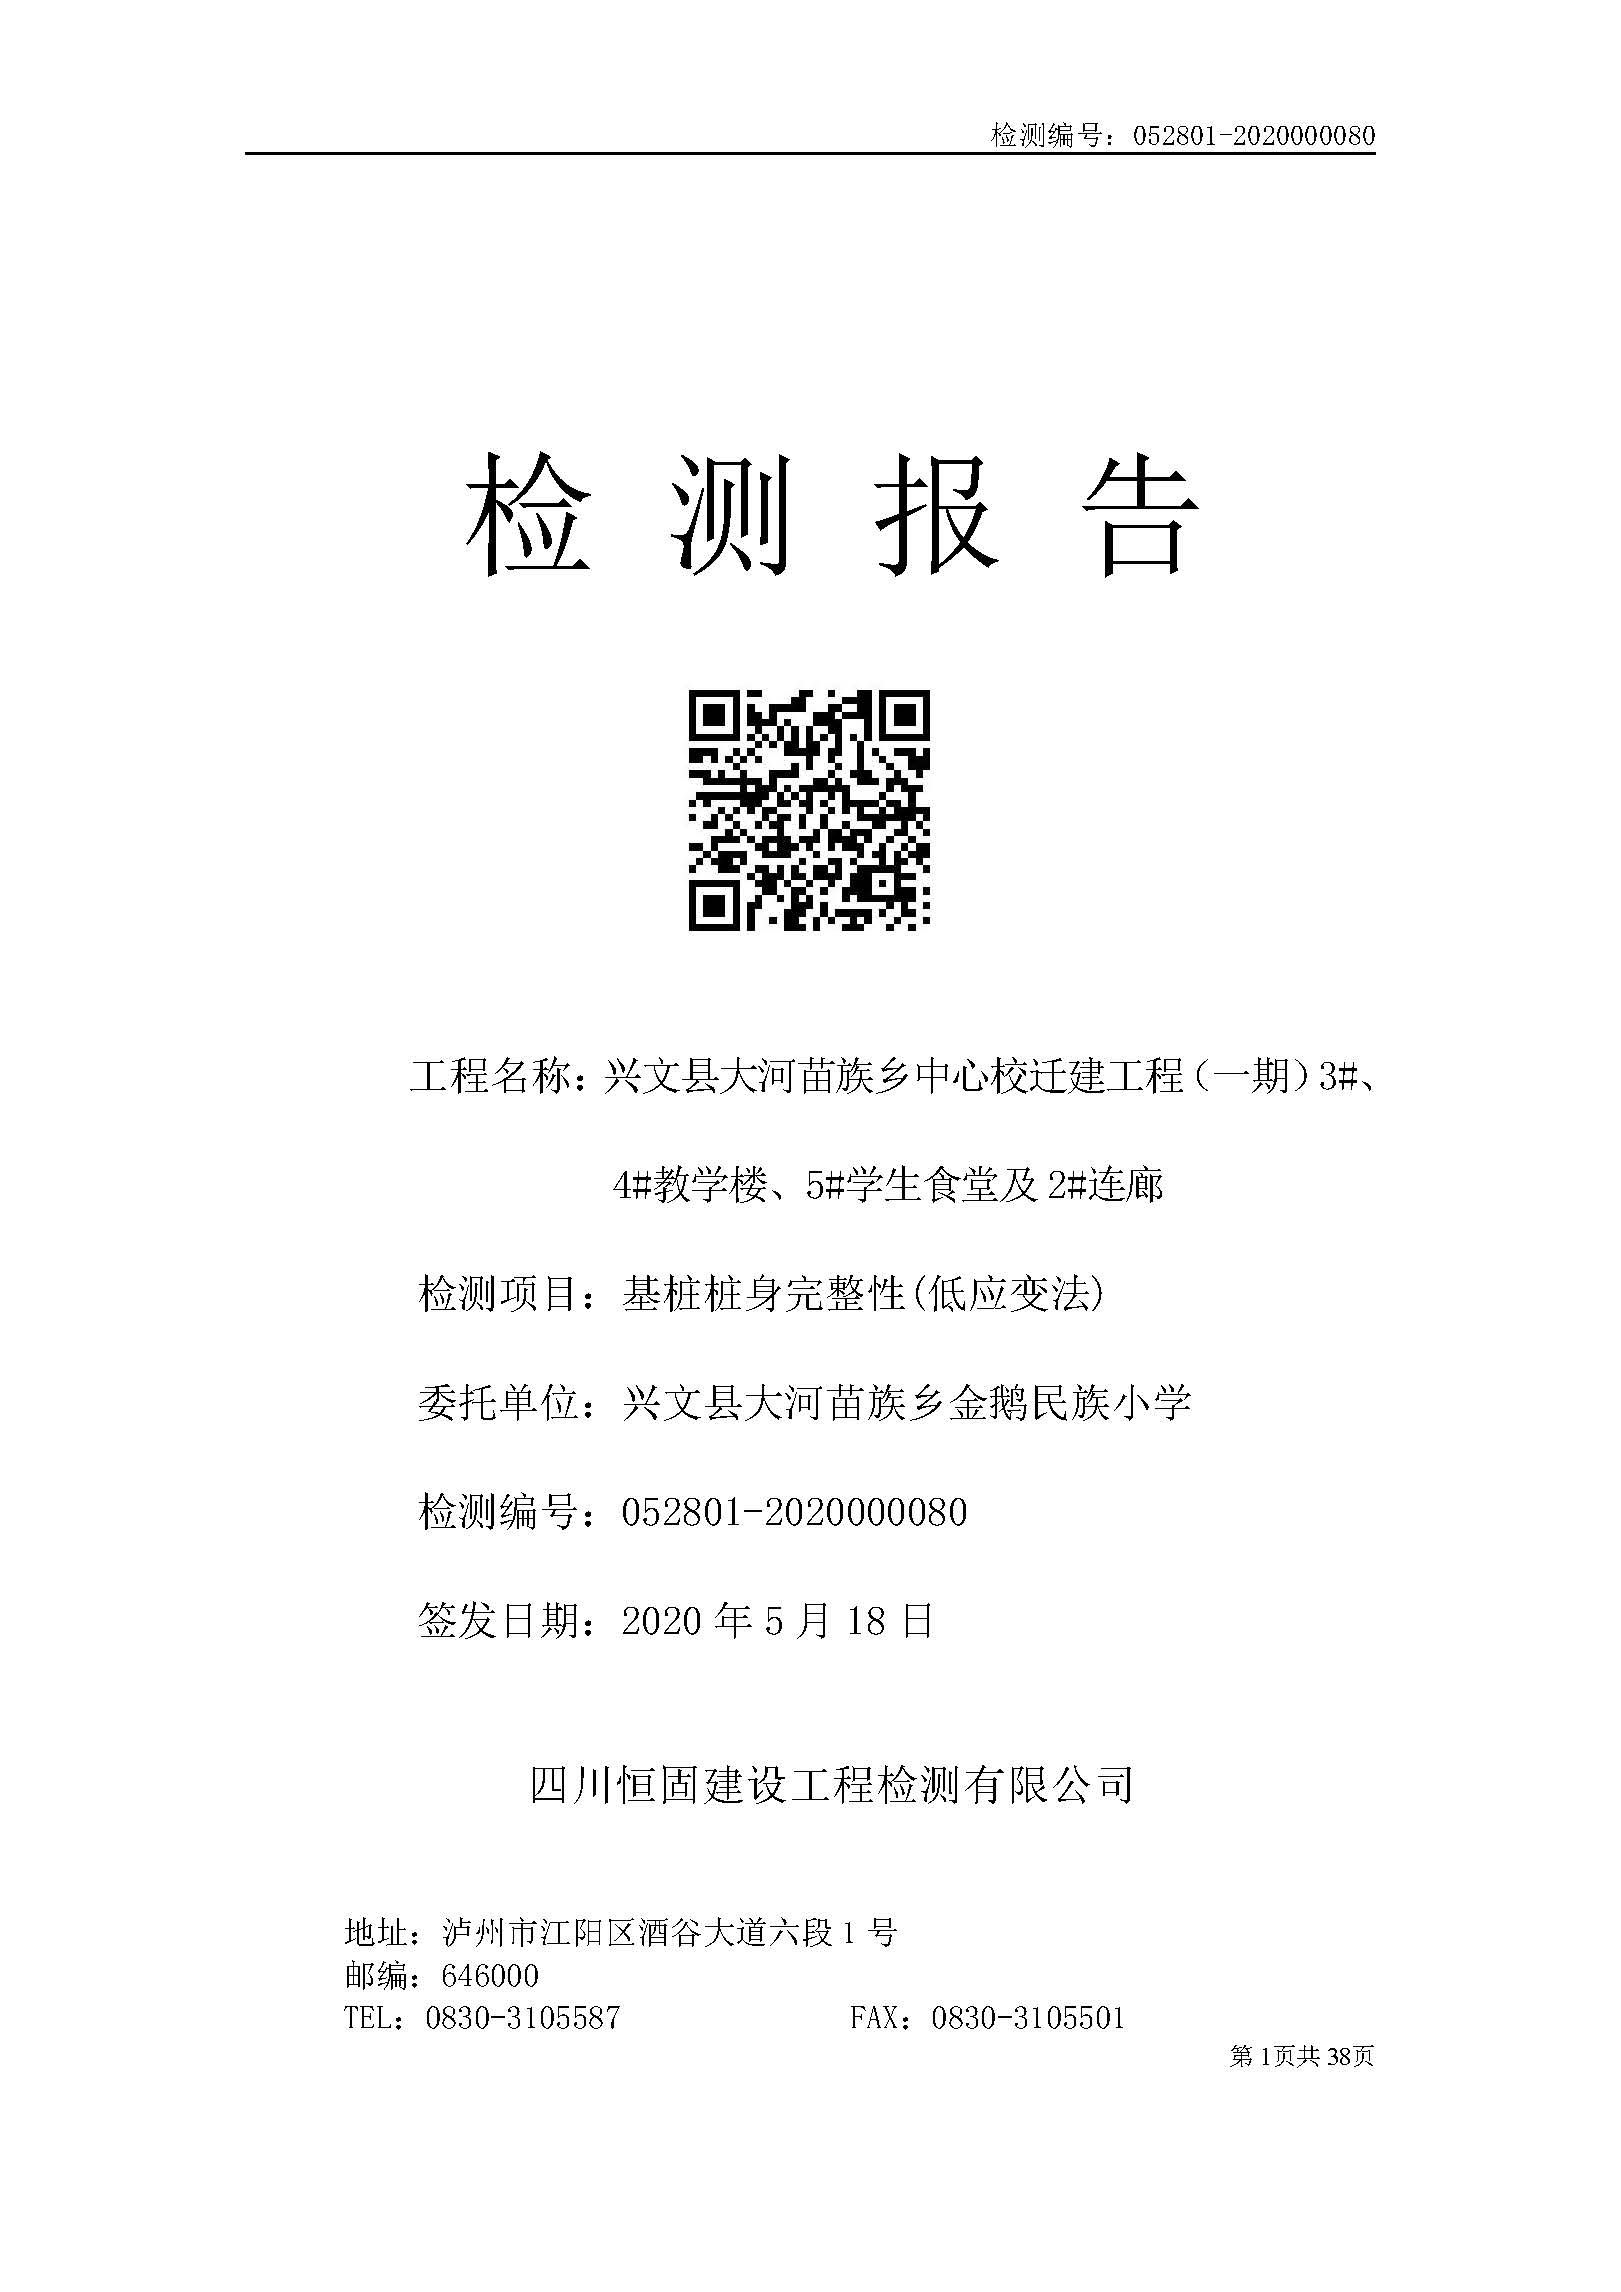 检测编号：052801-2020000080
检测报告
工程名称：兴文县大河苗族乡中心校迁建工程（一期）3#、
4#教学楼、5#学生食堂及2#连廊
检测项目：基桩桩身完整性(低应变法)
委托单位：兴文县大河苗族乡金鹅民族小学
检测编号：052801-2020000080
签发日期：2020 年 5 月 18 日
四川恒固建设工程检测有限公司
地址：泸州市江阳区酒谷大道六段 1 号
邮编：646000
TEL：0830-3105587 FAX：0830-3105501
第 1页共 38页